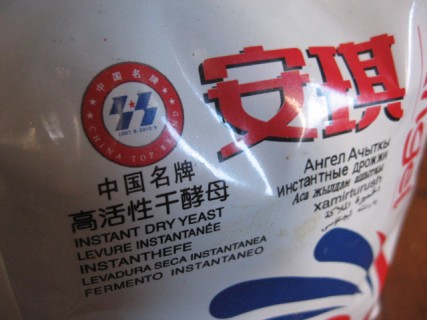 中国名牌
CHINA TOP BRAND
安琪
中国名牌
高活性干酵母
INSTANT DRY YEAST
LEVURE INSTANTANÉE
INSTANTHEFE
LEVADURA SECA INSTANTANEA
FERMENTO INSTANTANEO
Ангел Ачыткы
Инстантные Дрожжи
xamirturush